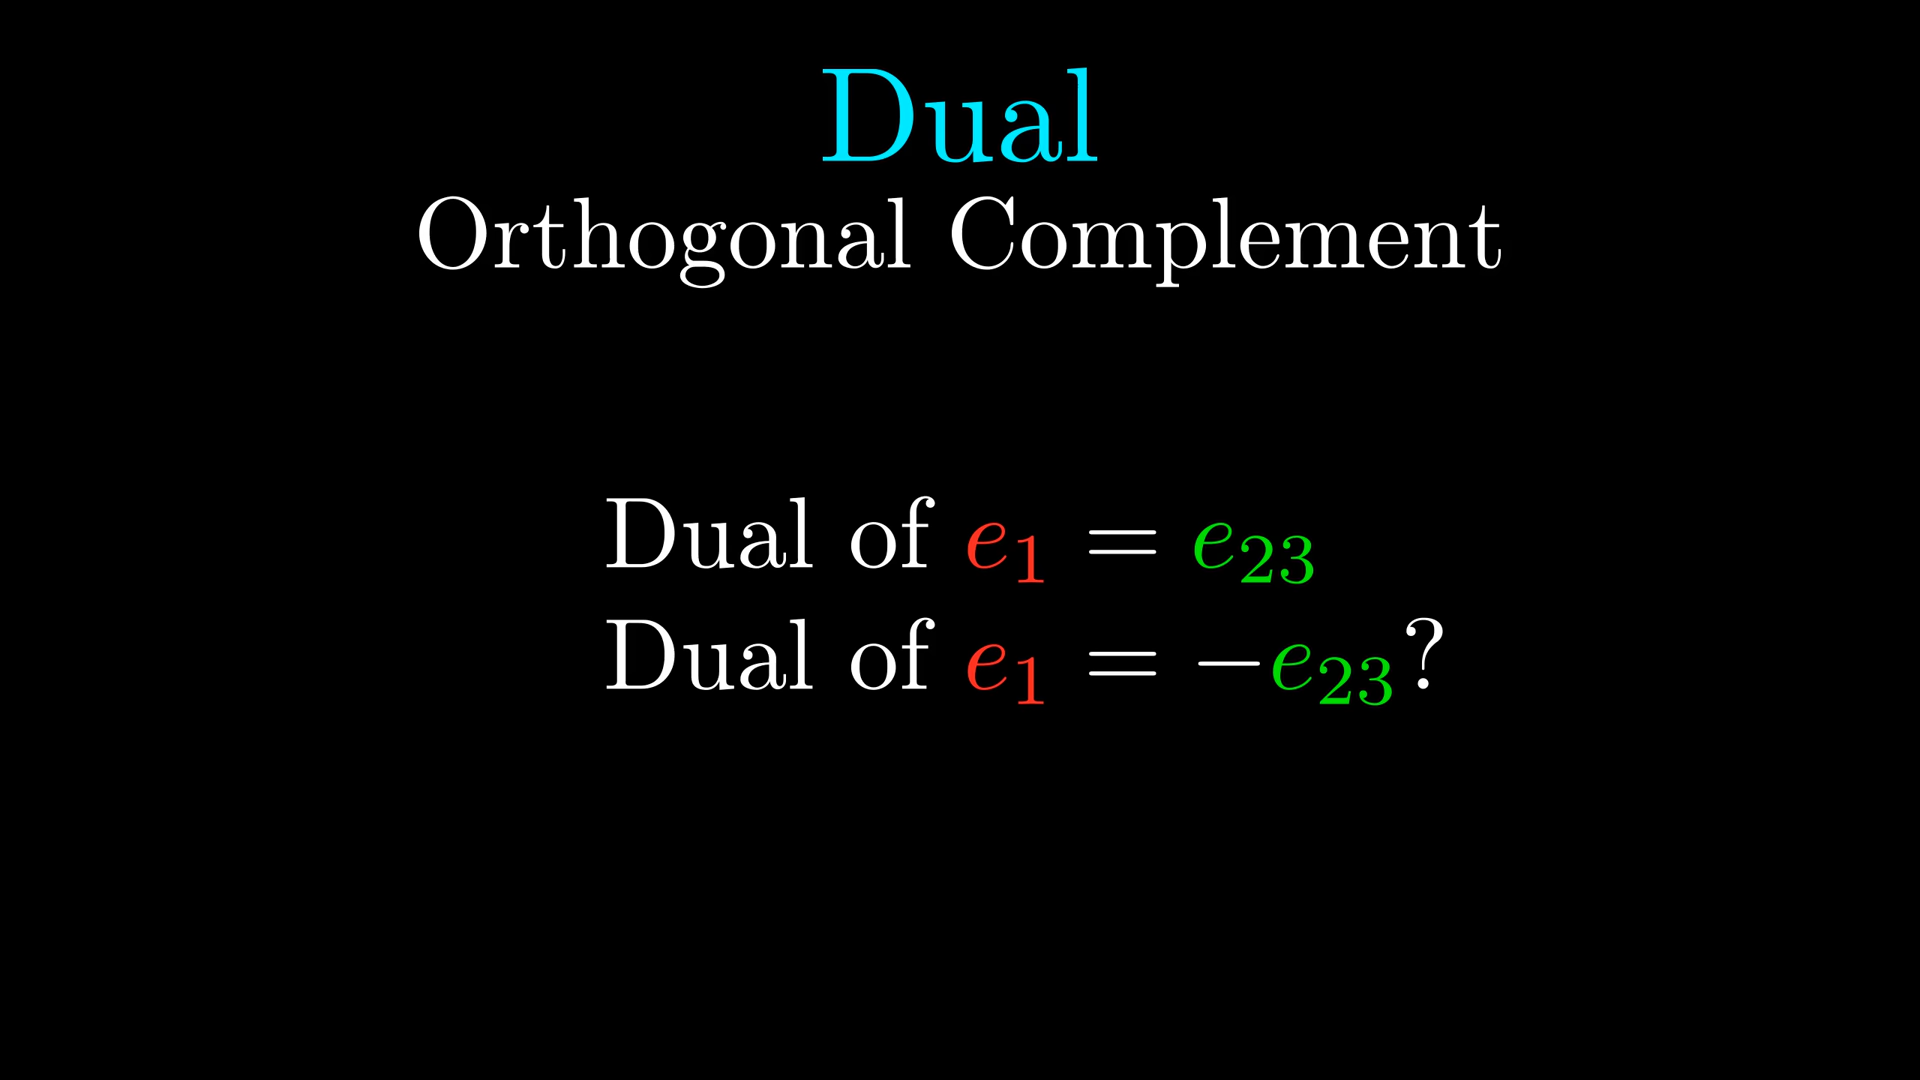 Dual
Orthogonal Complement
Dual of e₁ = e₂₃
Dual of e₁ = −e₂₃?